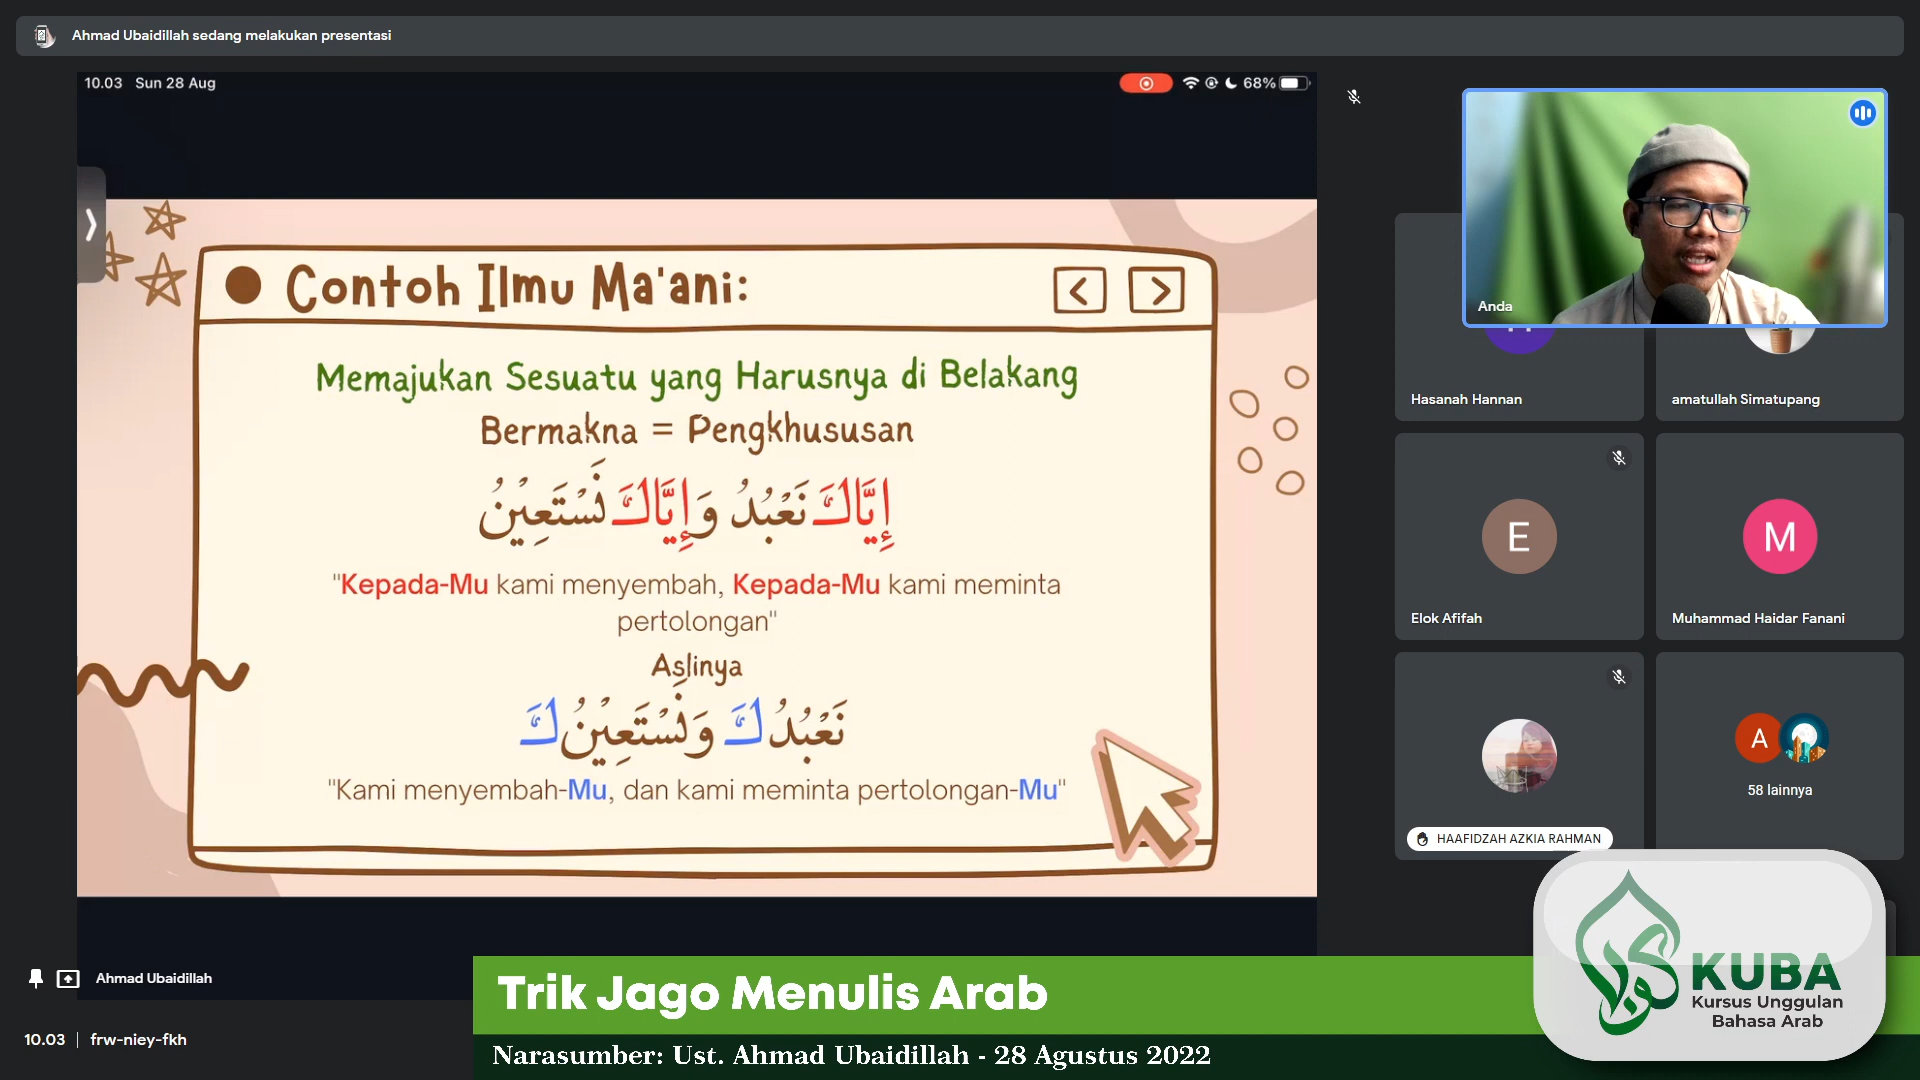 Ahmad Ubaidillah sedang melakukan presentasi
10.03 Sun 28 Aug
68%
Contoh Ilmu Ma'ani:
Memajukan Sesuatu yang Harusnya di Belakang
Bermakna = Pengkhususan
إِيَّاكَ نَعْبُدُ وَإِيَّاكَ نَسْتَعِيْنُ
"Kepada-Mu kami menyembah, Kepada-Mu kami meminta
pertolongan"
Aslinya
نَعْبُدُكَ وَنَسْتَعِيْنُكَ
"Kami menyembah-Mu, dan kami meminta pertolongan-Mu"
Anda
Hasanah Hannan
amatullah Simatupang
E
Elok Afifah
M
Muhammad Haidar Fanani
HAAFIDZAH AZKIA RAHMAN
A
58 lainnya
Ahmad Ubaidillah
10.03 | frw-niey-fkh
Trik Jago Menulis Arab
Narasumber: Ust. Ahmad Ubaidillah - 28 Agustus 2022
KUBA
Kursus Unggulan
Bahasa Arab